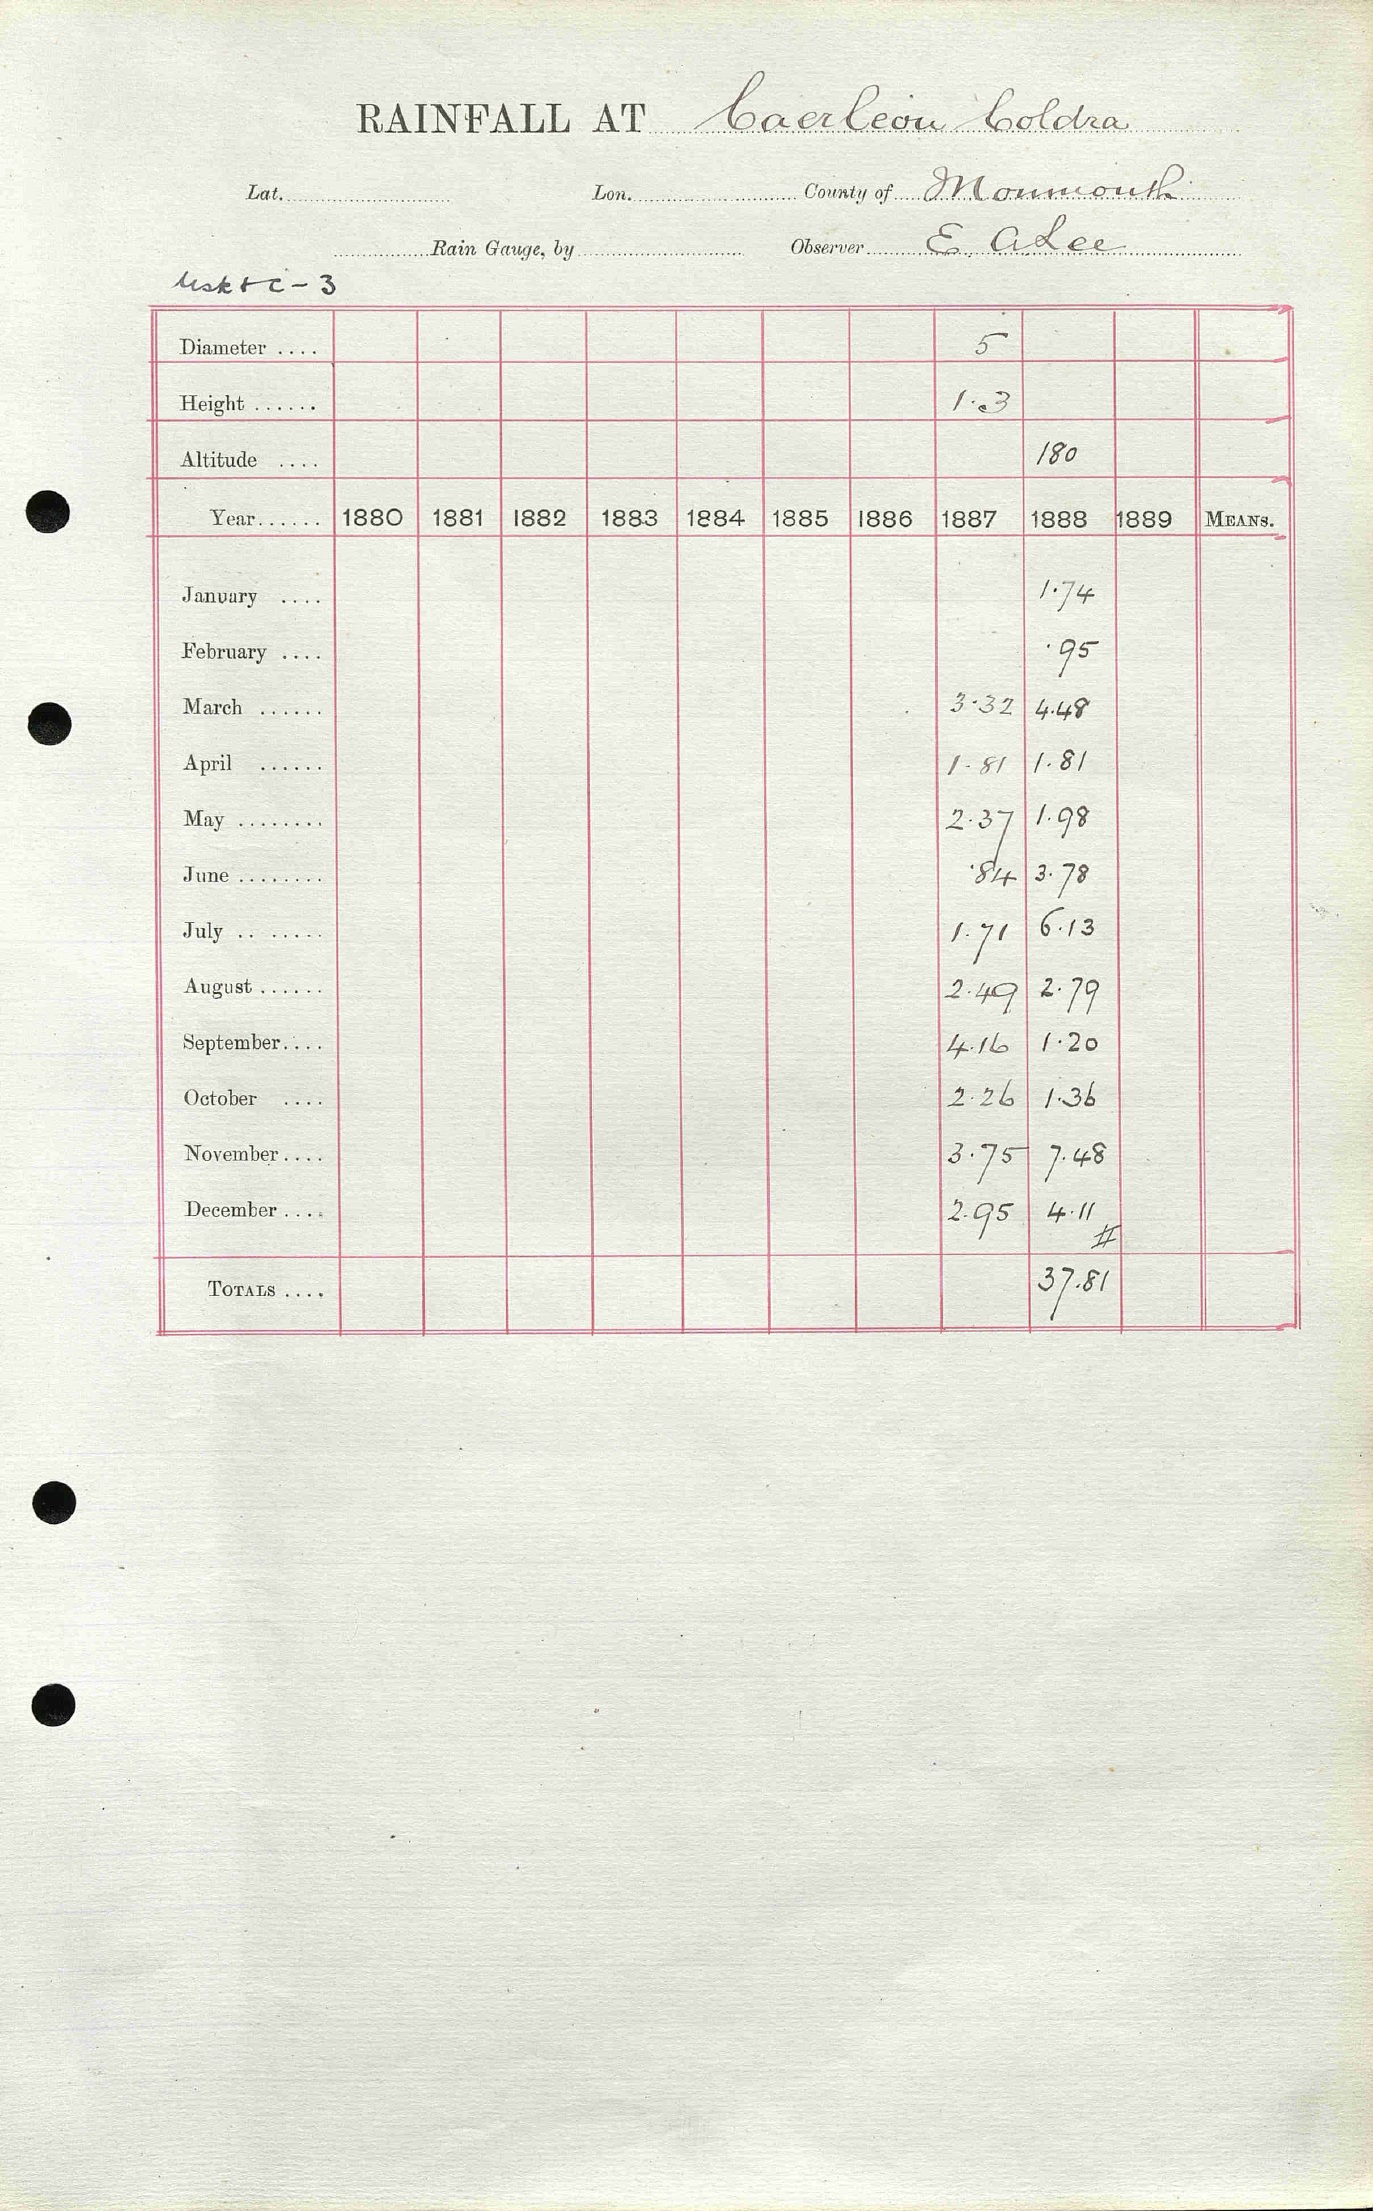 RAINFALL AT Caerleon Coldra
Lat. Lon. County of Monmouth
Rain Gauge, by Observer E. A. Lee
Usk & C - 3
Diameter .... 5
Height ...... 1.3
Altitude .... 180
Year...... 1880 1881 1882 1883 1884 1885 1886 1887 1888 1889 MEANS.
January .... 1.74
February .... .95
March ...... 3.32 4.48
April ...... 1.81 1.81
May ........ 2.37 1.98
June ........ .84 3.78
July .. ...... 1.71 6.13
August ...... 2.49 2.79
September.... 4.16 1.20
October .... 2.26 1.36
November.... 3.75 7.48
December .... 2.95 4.11
II
TOTALS .... 37.81